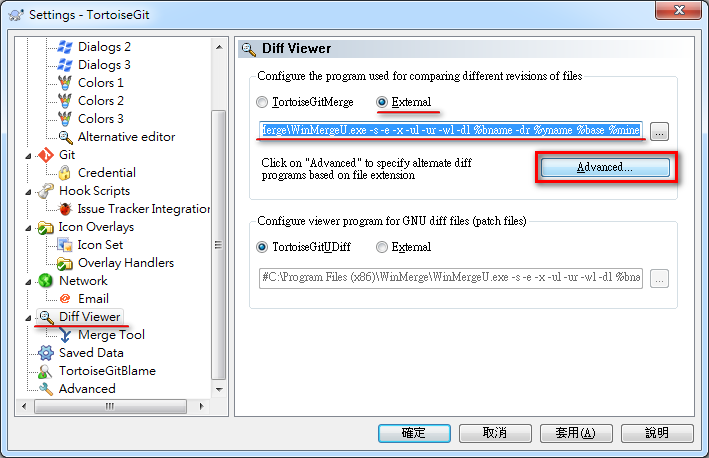 Settings - TortoiseGit
Dialogs 2
Dialogs 3
Colors 1
Colors 2
Colors 3
Alternative editor
Git
Credential
Hook Scripts
Issue Tracker Integration
Icon Overlays
Icon Set
Overlay Handlers
Network
Email
Diff Viewer
Merge Tool
Saved Data
TortoiseGitBlame
Advanced
Diff Viewer
Configure the program used for comparing different revisions of files
TortoiseGitMerge External
Merge\WinMergeU.exe -s -e -x -ul -ur -wl -dl %bname -dr %yname %base %mine ...
Click on "Advanced" to specify alternate diff
programs based on file extension
Advanced...
Configure viewer program for GNU diff files (patch files)
TortoiseGitUDiff External
#C:\Program Files (x86)\WinMerge\WinMergeU.exe -s -e -x -ul -ur -wl -dl %bna ...
確定 取消 套用(A) 說明